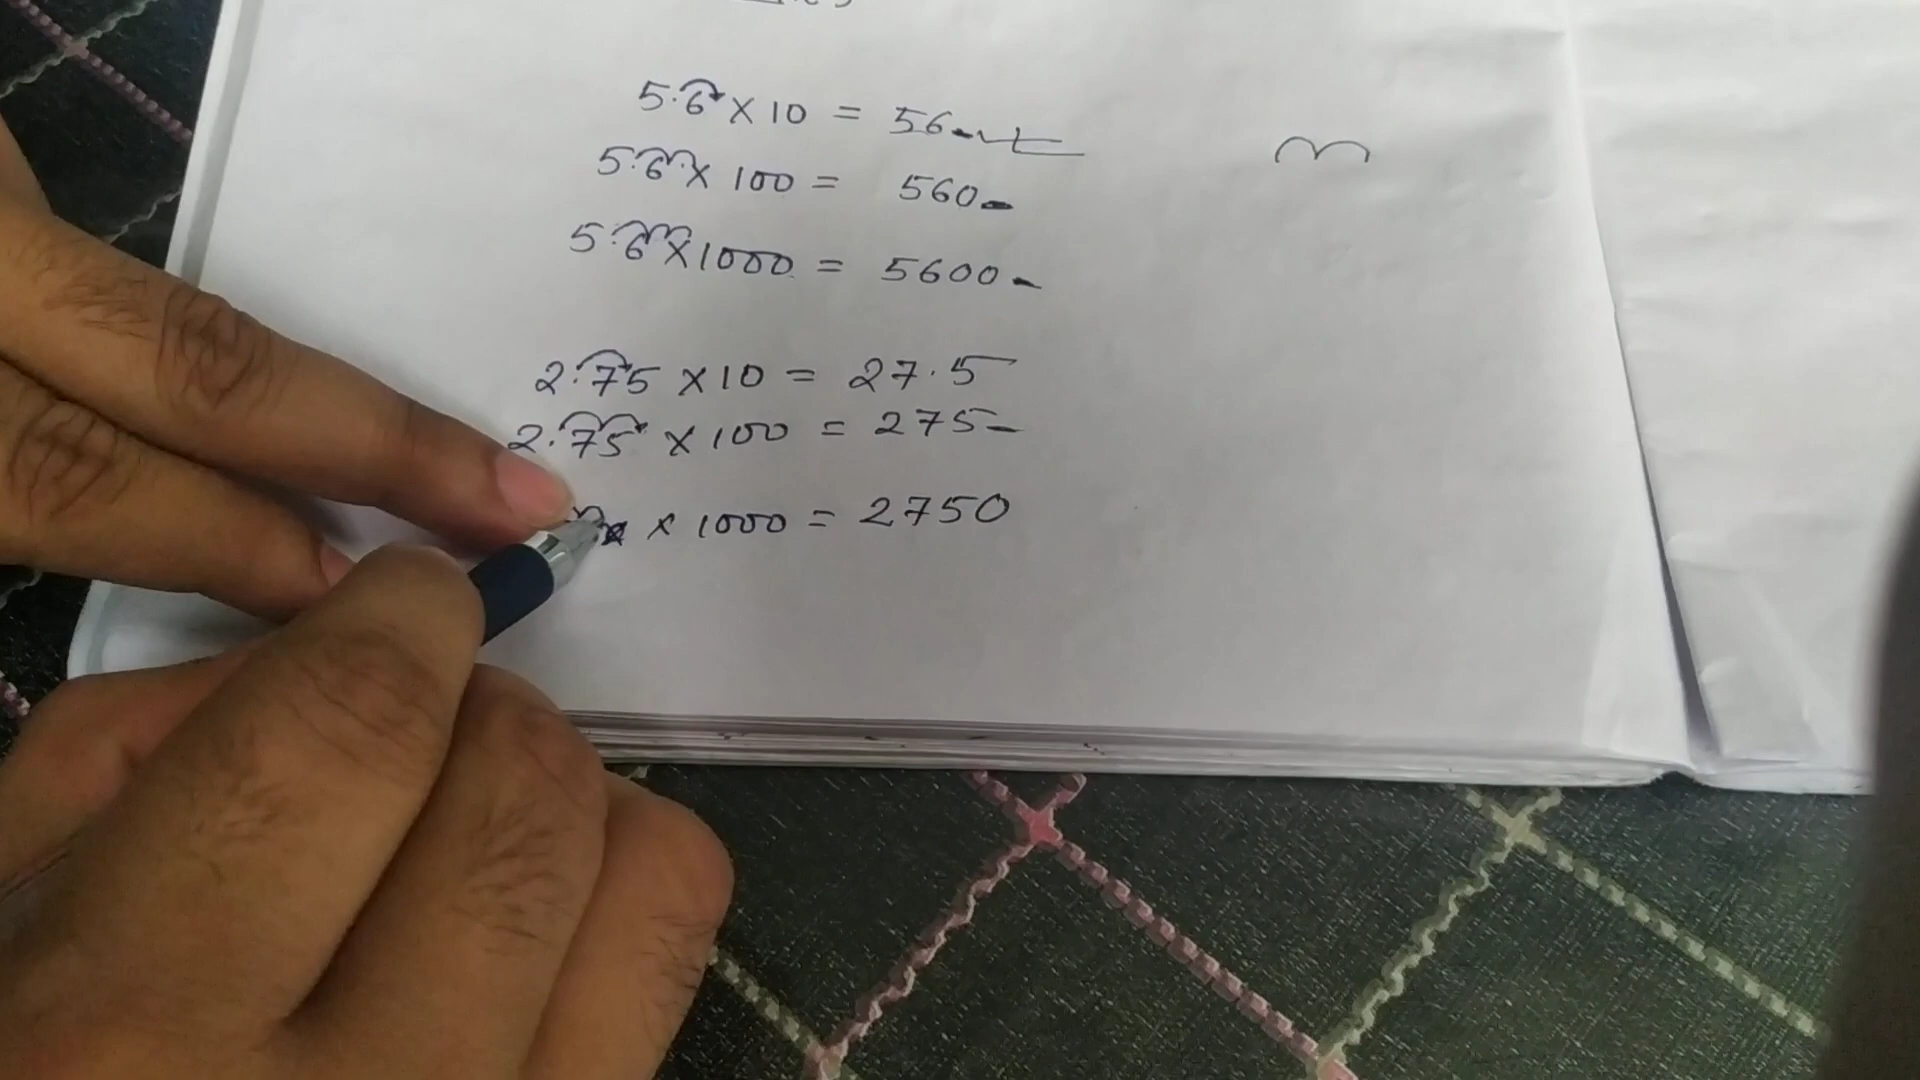 5.6 × 10 = 56
5.6 × 100 = 560
5.6 × 1000 = 5600
2.75 × 10 = 27.5
2.75 × 100 = 275
× 1000 = 2750